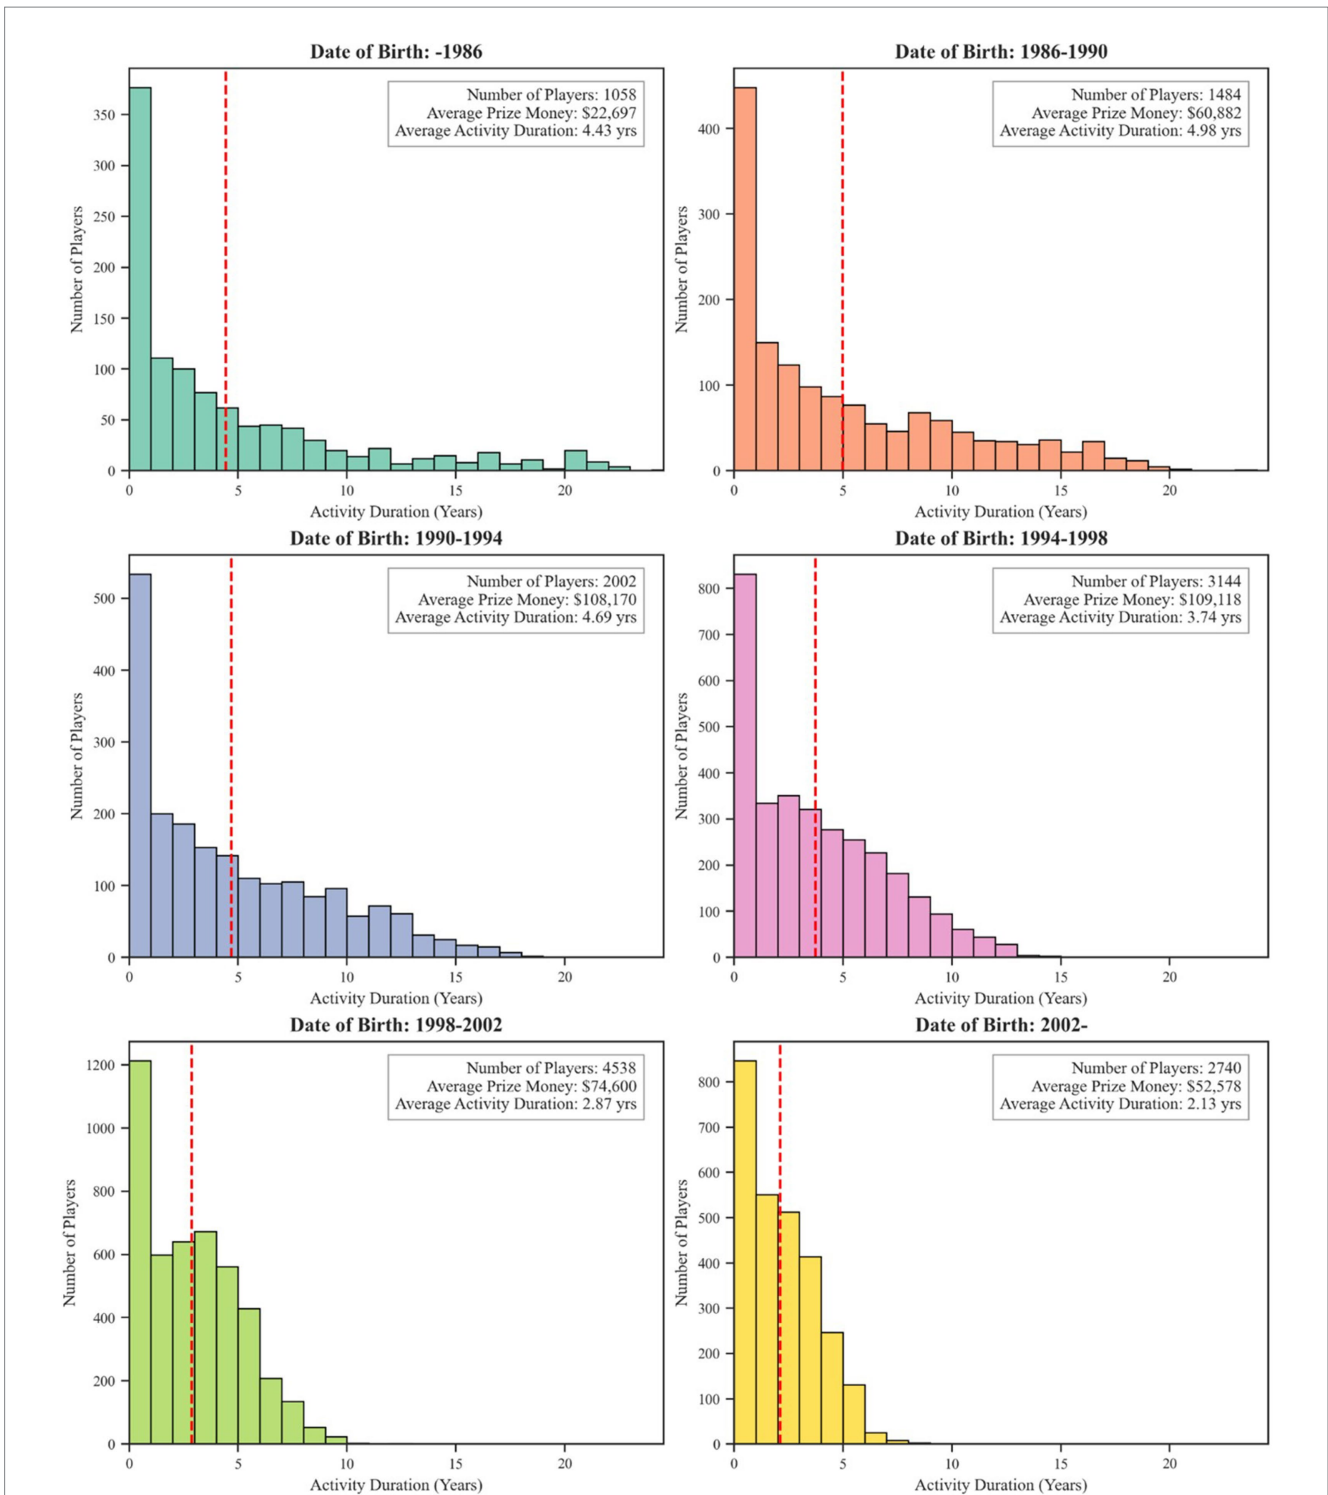 Date of Birth: -1986
Number of Players: 1058
Average Prize Money: $22,697
Average Activity Duration: 4.43 yrs
Number of Players
350
300
250
200
150
100
50
0
0 5 10 15 20
Activity Duration (Years)
Date of Birth: 1986-1990
Number of Players: 1484
Average Prize Money: $60,882
Average Activity Duration: 4.98 yrs
Number of Players
400
300
200
100
0
0 5 10 15 20
Activity Duration (Years)
Date of Birth: 1990-1994
Number of Players: 2002
Average Prize Money: $108,170
Average Activity Duration: 4.69 yrs
Number of Players
500
400
300
200
100
0
0 5 10 15 20
Activity Duration (Years)
Date of Birth: 1994-1998
Number of Players: 3144
Average Prize Money: $109,118
Average Activity Duration: 3.74 yrs
Number of Players
800
700
600
500
400
300
200
100
0
0 5 10 15 20
Activity Duration (Years)
Date of Birth: 1998-2002
Number of Players: 4538
Average Prize Money: $74,600
Average Activity Duration: 2.87 yrs
Number of Players
1200
1000
800
600
400
200
0
0 5 10 15 20
Activity Duration (Years)
Date of Birth: 2002-
Number of Players: 2740
Average Prize Money: $52,578
Average Activity Duration: 2.13 yrs
Number of Players
800
700
600
500
400
300
200
100
0
0 5 10 15 20
Activity Duration (Years)